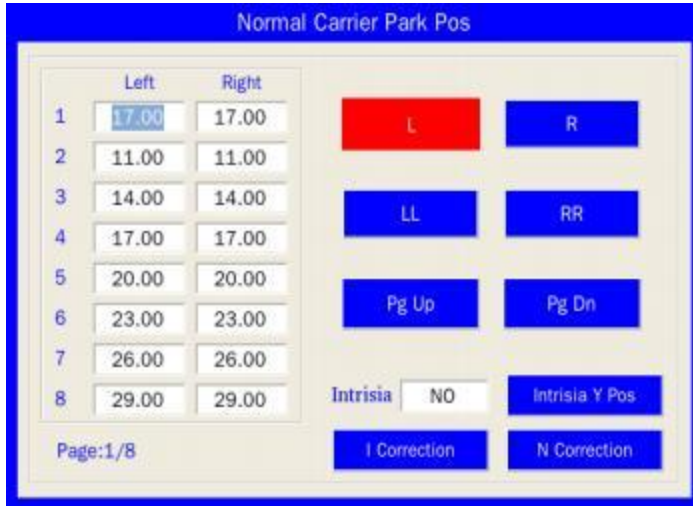 Normal Carrier Park Pos
Left Right
1 17.00 17.00
L R
2 11.00 11.00
3 14.00 14.00
LL RR
4 17.00 17.00
5 20.00 20.00
Pg Up Pg Dn
6 23.00 23.00
7 26.00 26.00
8 29.00 29.00
Intrisia NO Intrisia Y Pos
Page:1/8
I Correction N Correction